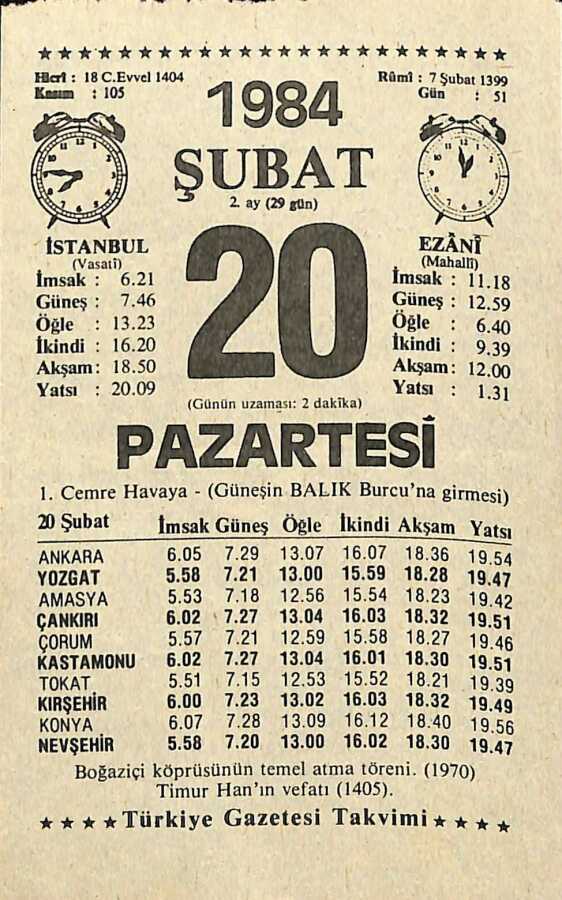 Hicrî : 18 C.Evvel 1404
Kasım : 105
1984
Rûmî : 7 Şubat 1399
Gün : 51
ŞUBAT
2. ay (29 gün)
İSTANBUL
(Vasatî)
İmsak : 6.21
Güneş : 7.46
Öğle : 13.23
İkindi : 16.20
Akşam : 18.50
Yatsı : 20.09
20
(Günün uzaması: 2 dakîka)
EZÂNÎ
(Mahallî)
İmsak : 11.18
Güneş : 12.59
Öğle : 6.40
İkindi : 9.39
Akşam : 12.00
Yatsı : 1.31
PAZARTESİ
1. Cemre Havaya - (Güneşin BALIK Burcu'na girmesi)
20 Şubat İmsak Güneş Öğle İkindi Akşam Yatsı
ANKARA 6.05 7.29 13.07 16.07 18.36 19.54
YOZGAT 5.58 7.21 13.00 15.59 18.28 19.47
AMASYA 5.53 7.18 12.56 15.54 18.23 19.42
ÇANKIRI 6.02 7.27 13.04 16.03 18.32 19.51
ÇORUM 5.57 7.21 12.59 15.58 18.27 19.46
KASTAMONU 6.02 7.27 13.04 16.01 18.30 19.51
TOKAT 5.51 7.15 12.53 15.52 18.21 19.39
KIRŞEHİR 6.00 7.23 13.02 16.03 18.32 19.49
KONYA 6.07 7.28 13.09 16.12 18.40 19.56
NEVŞEHİR 5.58 7.20 13.00 16.02 18.30 19.47
Boğaziçi köprüsünün temel atma töreni. (1970)
Timur Han'ın vefatı (1405).
★ ★ ★ ★ Türkiye Gazetesi Takvimi ★ ★ ★ ★